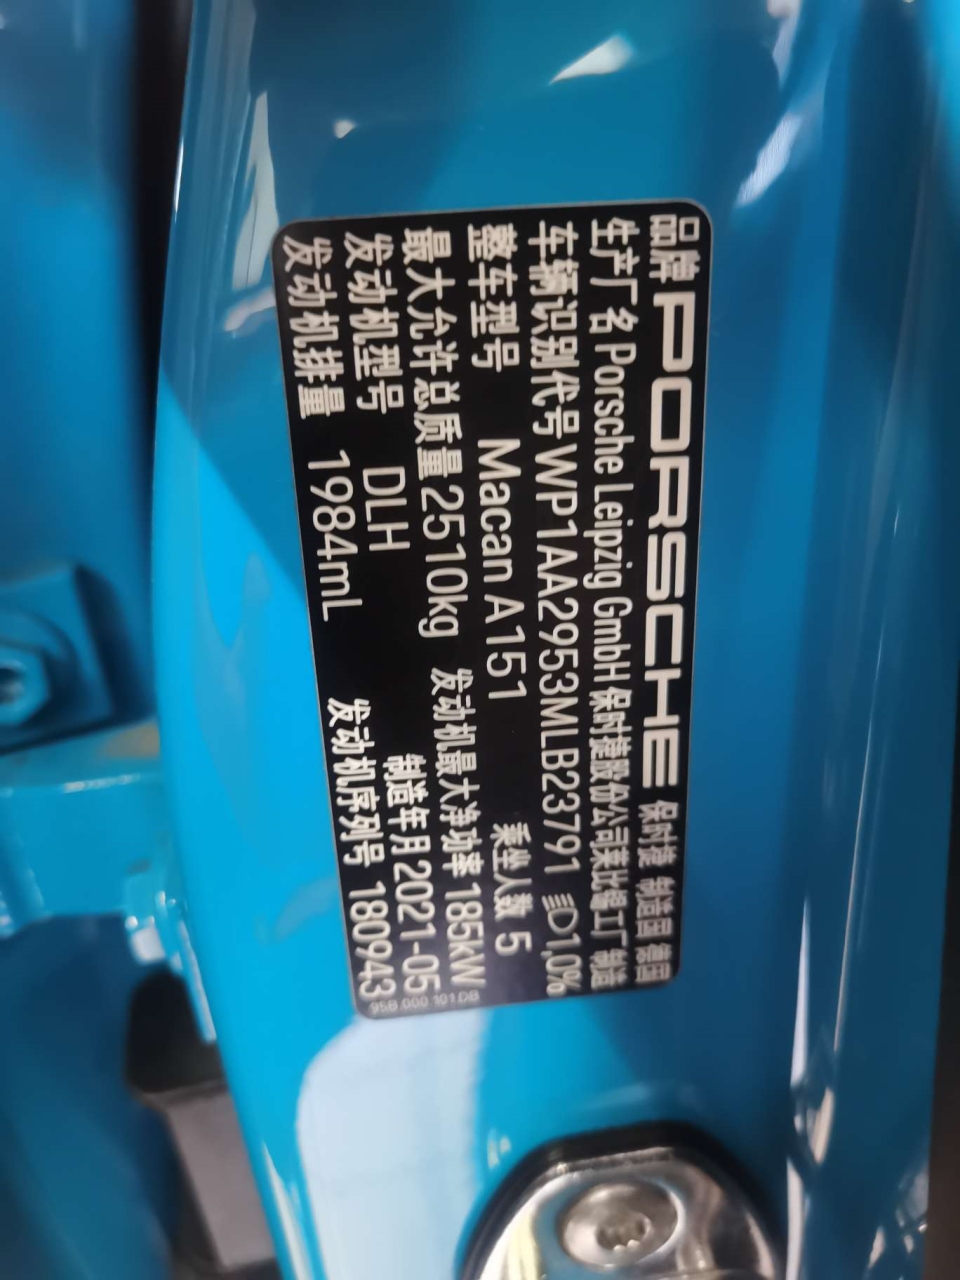 品牌 PORSCHE 保时捷 制造国 德国
生产厂名 Porsche Leipzig GmbH 保时捷股份公司莱比锡工厂 制造
车辆识别代号 WP1AA2953MLB23791 1,0%
整车型号 Macan A151 乘坐人数 5
最大允许总质量 2510kg 发动机最大净功率 185kW
发动机型号 DLH 制造年月 2021-05
发动机排量 1984mL 发动机序列号 180943
95B.000.101.DB